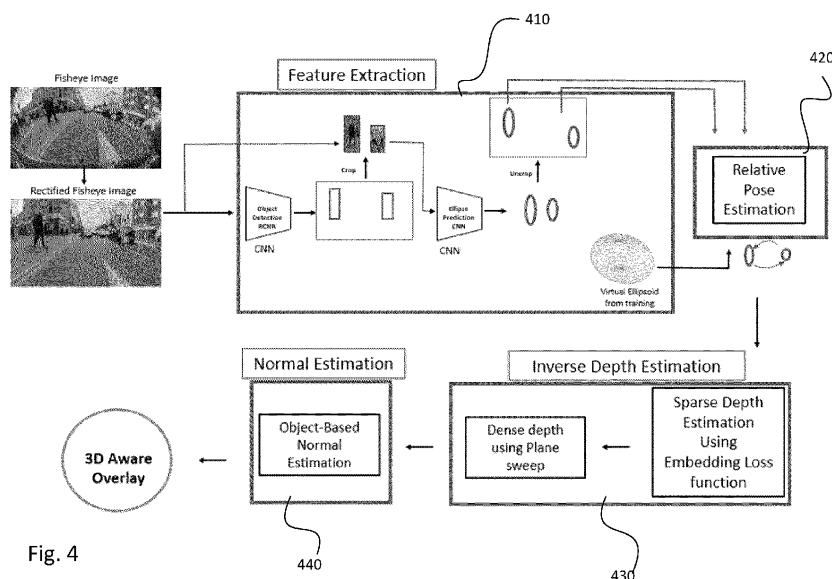 410
420
Fisheye Image
Feature Extraction
Rectified Fisheye Image
Crop
Uncrop
Object
Detection
RCNN
CNN
Ellipse
Prediction
CNN
CNN
Relative
Pose
Estimation
Virtual Ellipsoid
from training
Normal Estimation
Inverse Depth Estimation
3D Aware
Overlay
Object-Based
Normal
Estimation
Dense depth
using Plane
sweep
Sparse Depth
Estimation
Using
Embedding Loss
function
Fig. 4
440
430